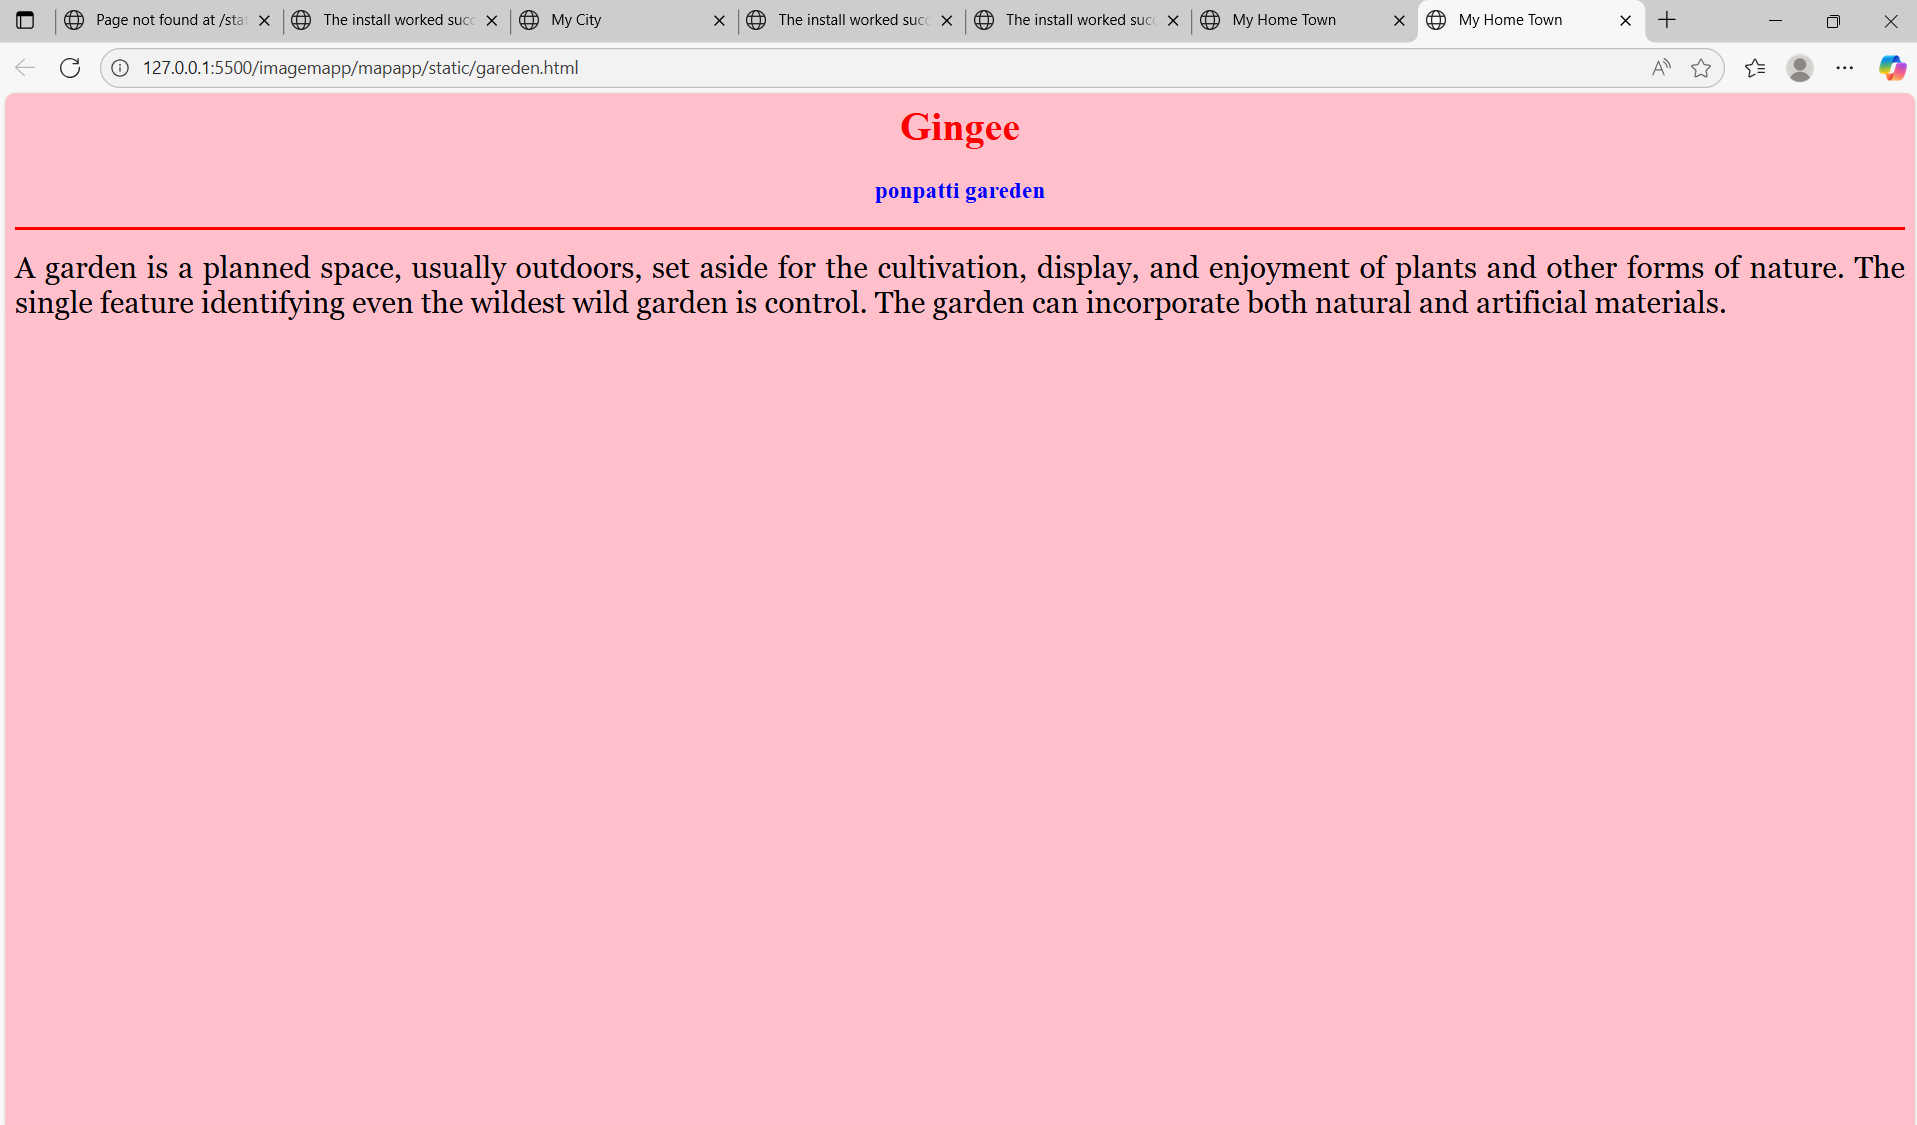 Page not found at /sta
The install worked succ
My City
The install worked succ
The install worked succ
My Home Town
My Home Town
127.0.0.1:5500/imagemapp/mapapp/static/gareden.html
Gingee
ponpatti gareden
A garden is a planned space, usually outdoors, set aside for the cultivation, display, and enjoyment of plants and other forms of nature. The
single feature identifying even the wildest wild garden is control. The garden can incorporate both natural and artificial materials.